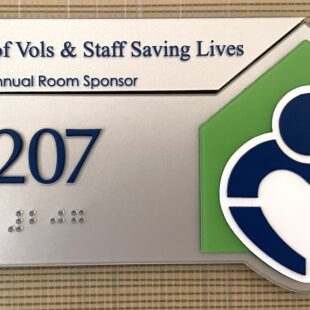 of Vols & Staff Saving Lives
nnual Room Sponsor
207